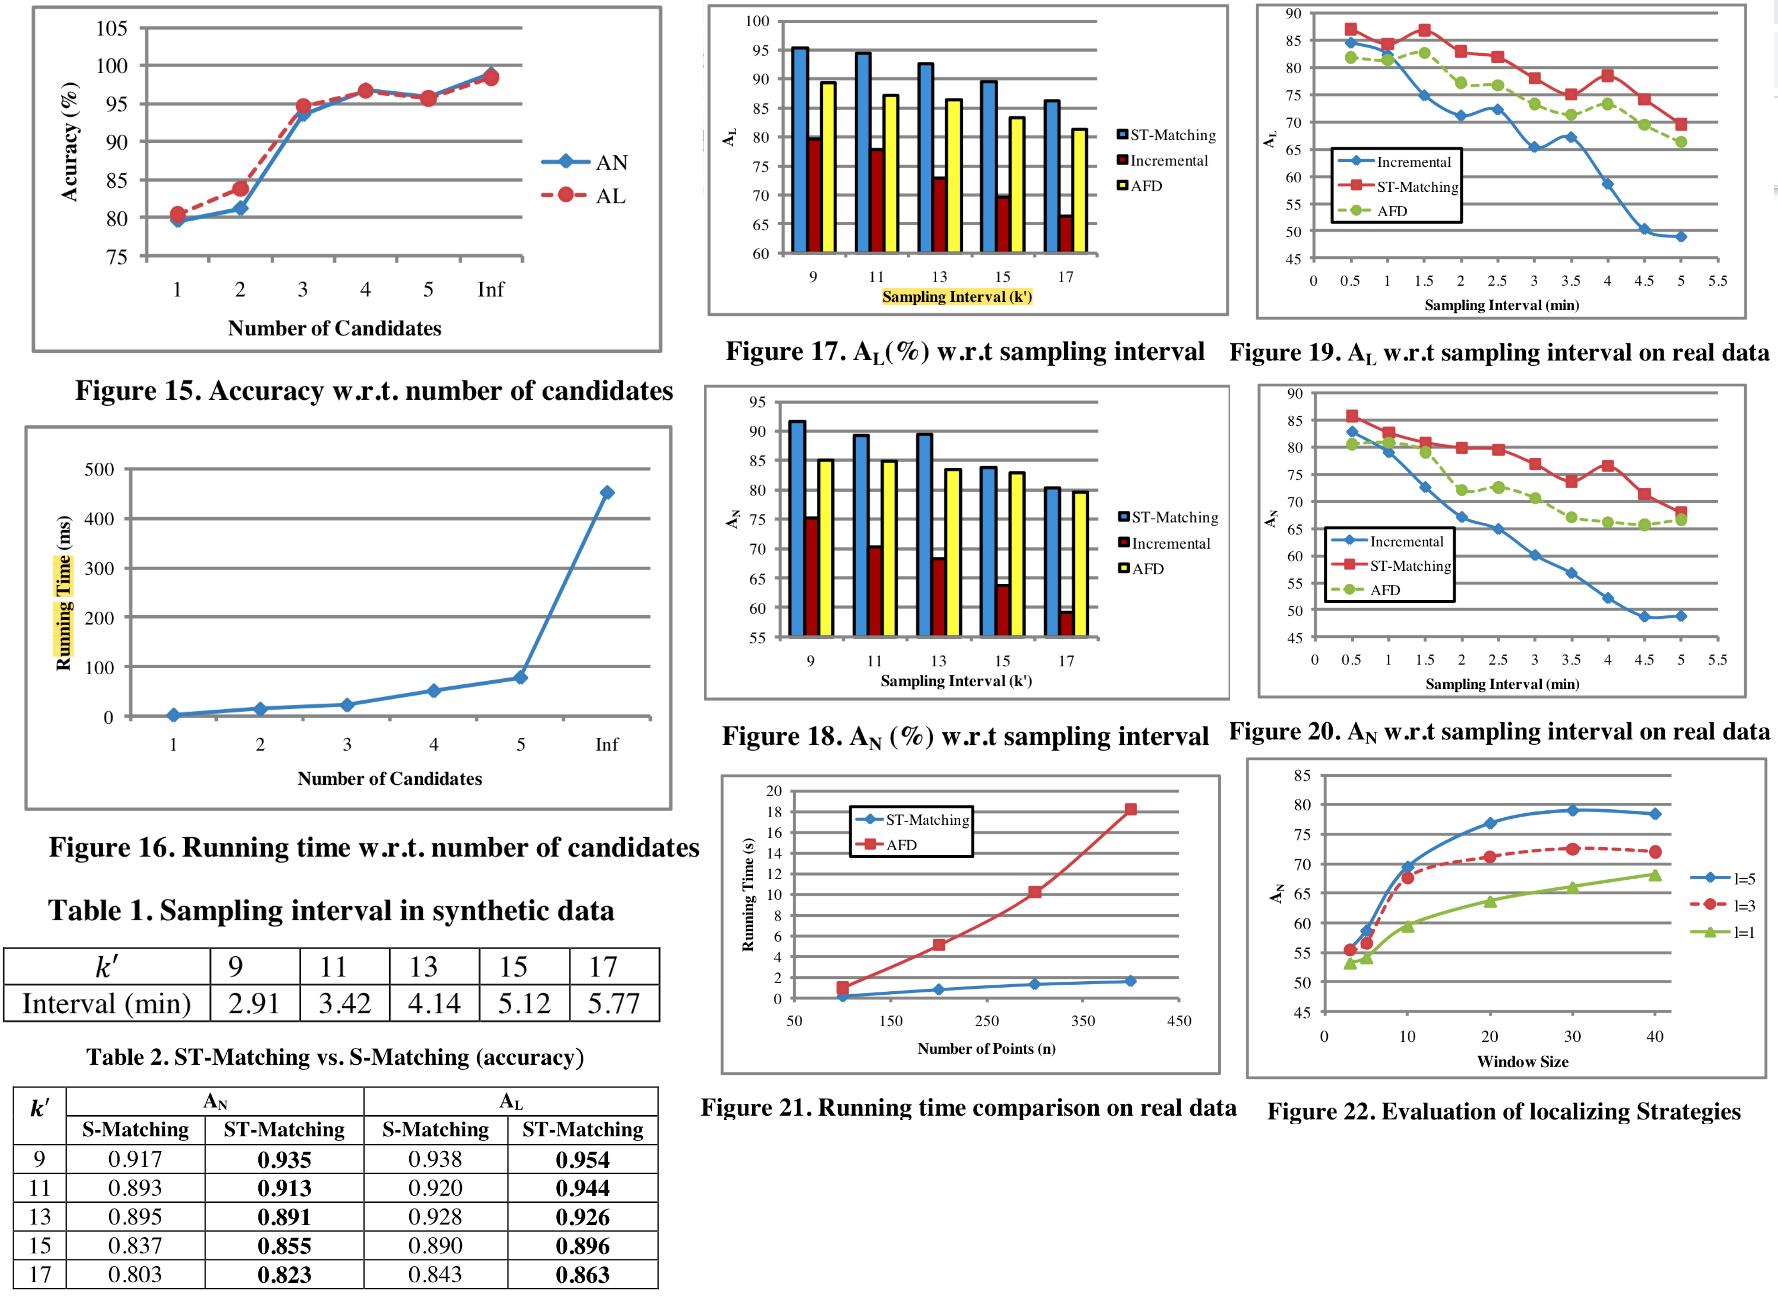 105
100
95
90
85
80
75
Acuracy (%)
1 2 3 4 5 Inf
Number of Candidates
AN
AL
Figure 15. Accuracy w.r.t. number of candidates
500
400
300
200
100
0
Running Time (ms)
1 2 3 4 5 Inf
Number of Candidates
Figure 16. Running time w.r.t. number of candidates
Table 1. Sampling interval in synthetic data
k′ 9 11 13 15 17
Interval (min) 2.91 3.42 4.14 5.12 5.77
Table 2. ST-Matching vs. S-Matching (accuracy)
k′ AN AL
S-Matching ST-Matching S-Matching ST-Matching
9 0.917 0.935 0.938 0.954
11 0.893 0.913 0.920 0.944
13 0.895 0.891 0.928 0.926
15 0.837 0.855 0.890 0.896
17 0.803 0.823 0.843 0.863
100
95
90
85
80
75
70
65
60
AL
9 11 13 15 17
Sampling Interval (k')
ST-Matching
Incremental
AFD
Figure 17. AL(%) w.r.t sampling interval
95
90
85
80
75
70
65
60
55
AN
9 11 13 15 17
Sampling Interval (k')
ST-Matching
Incremental
AFD
Figure 18. AN (%) w.r.t sampling interval
20
18
16
14
12
10
8
6
4
2
0
Running Time (s)
50 150 250 350 450
Number of Points (n)
ST-Matching
AFD
Figure 21. Running time comparison on real data
90
85
80
75
70
65
60
55
50
45
AL
0 0.5 1 1.5 2 2.5 3 3.5 4 4.5 5 5.5
Sampling Interval (min)
Incremental
ST-Matching
AFD
Figure 19. AL w.r.t sampling interval on real data
90
85
80
75
70
65
60
55
50
45
AN
0 0.5 1 1.5 2 2.5 3 3.5 4 4.5 5 5.5
Sampling Interval (min)
Incremental
ST-Matching
AFD
Figure 20. AN w.r.t sampling interval on real data
85
80
75
70
65
60
55
50
45
AN
0 10 20 30 40
Window Size
l=5
l=3
l=1
Figure 22. Evaluation of localizing Strategies